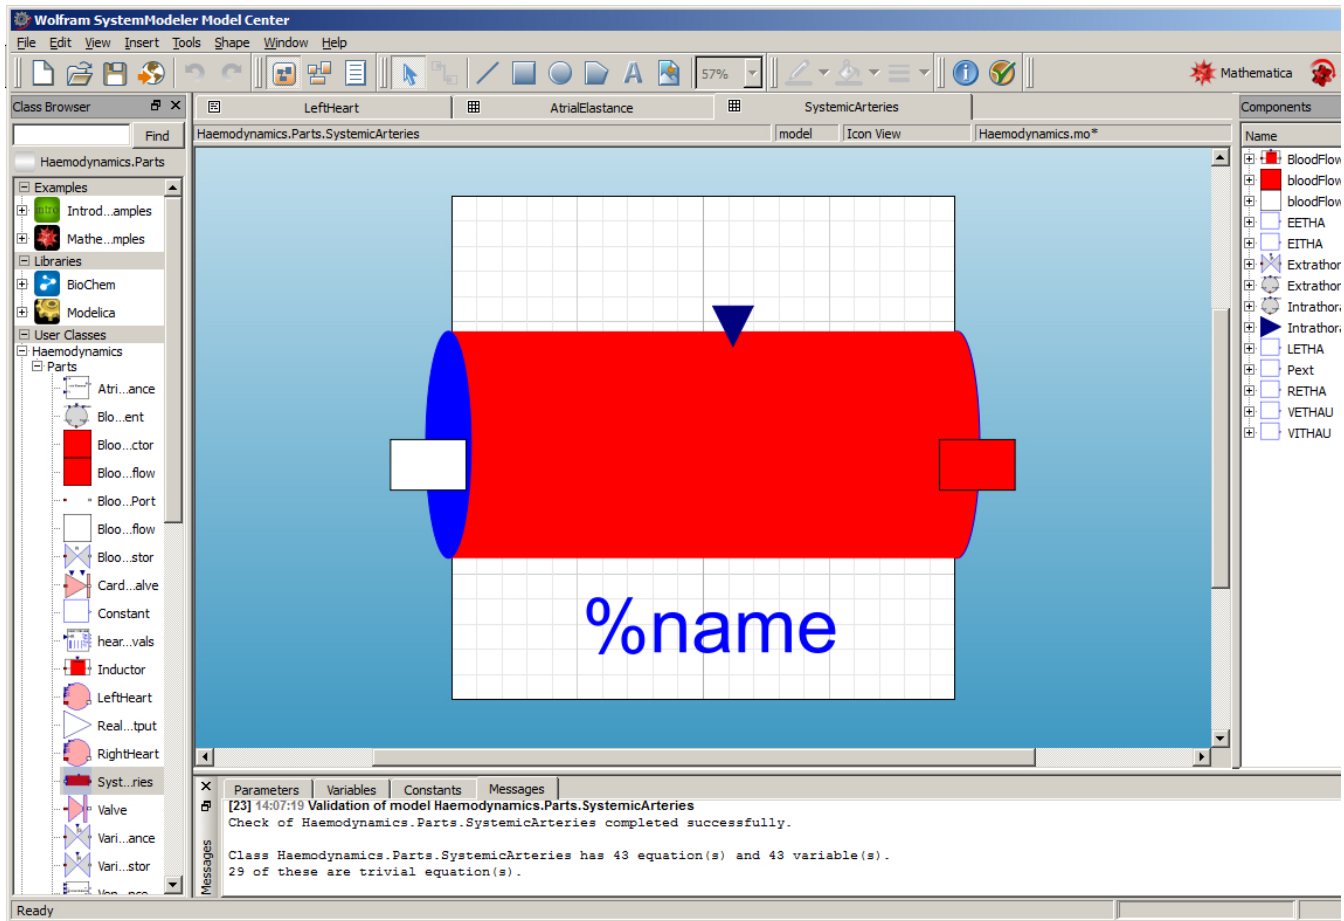 Wolfram SystemModeler Model Center
File Edit View Insert Tools Shape Window Help
57%
Mathematica
Class Browser
Find
Haemodynamics.Parts
Examples
Introd...amples
Mathe...mples
Libraries
BioChem
Modelica
User Classes
Haemodynamics
Parts
Atri...ance
Blo...ent
Bloo...ctor
Bloo...flow
Bloo...Port
Bloo...flow
Bloo...stor
Card...alve
Constant
hear...vals
Inductor
LeftHeart
Real...tput
RightHeart
Syst...ries
Valve
Vari...ance
Vari...stor
LeftHeart AtrialElastance SystemicArteries
Haemodynamics.Parts.SystemicArteries model Icon View Haemodynamics.mo*
%name
Components
Name
BloodFlow
bloodFlow
bloodFlow
EETHA
EITHA
Extrathor
Extrathor
Intrathora
Intrathora
LETHA
Pext
RETHA
VETHAU
VITHAU
Parameters Variables Constants Messages
Messages
[23] 14:07:19 Validation of model Haemodynamics.Parts.SystemicArteries
Check of Haemodynamics.Parts.SystemicArteries completed successfully.
Class Haemodynamics.Parts.SystemicArteries has 43 equation(s) and 43 variable(s).
29 of these are trivial equation(s).
Ready